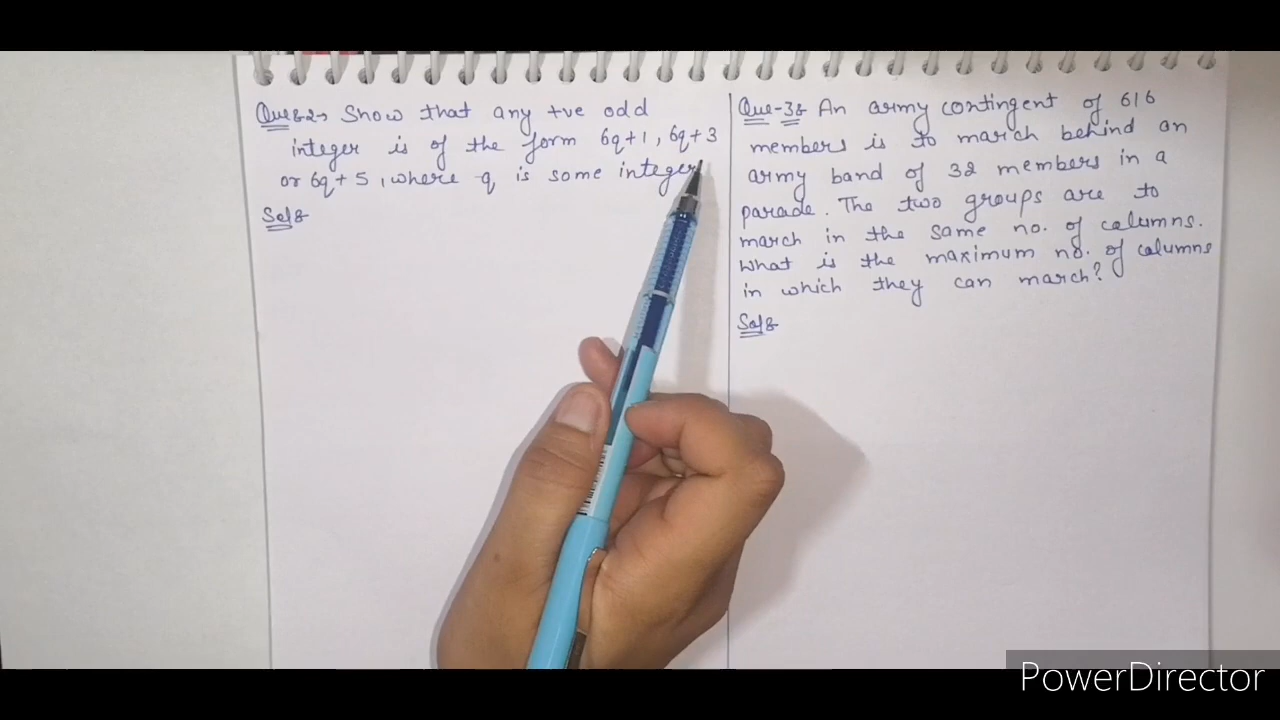 Que:2→ Show that any +ve odd
integer is of the form 6q+1, 6q+3
or 6q+5, where q is some integer
Sol:
Que-3: An army contingent of 616
members is to march behind an
army band of 32 members in a
parade. The two groups are to
march in the same no. of columns.
What is the maximum no. of columns
in which they can march?
Sol:
PowerDirector